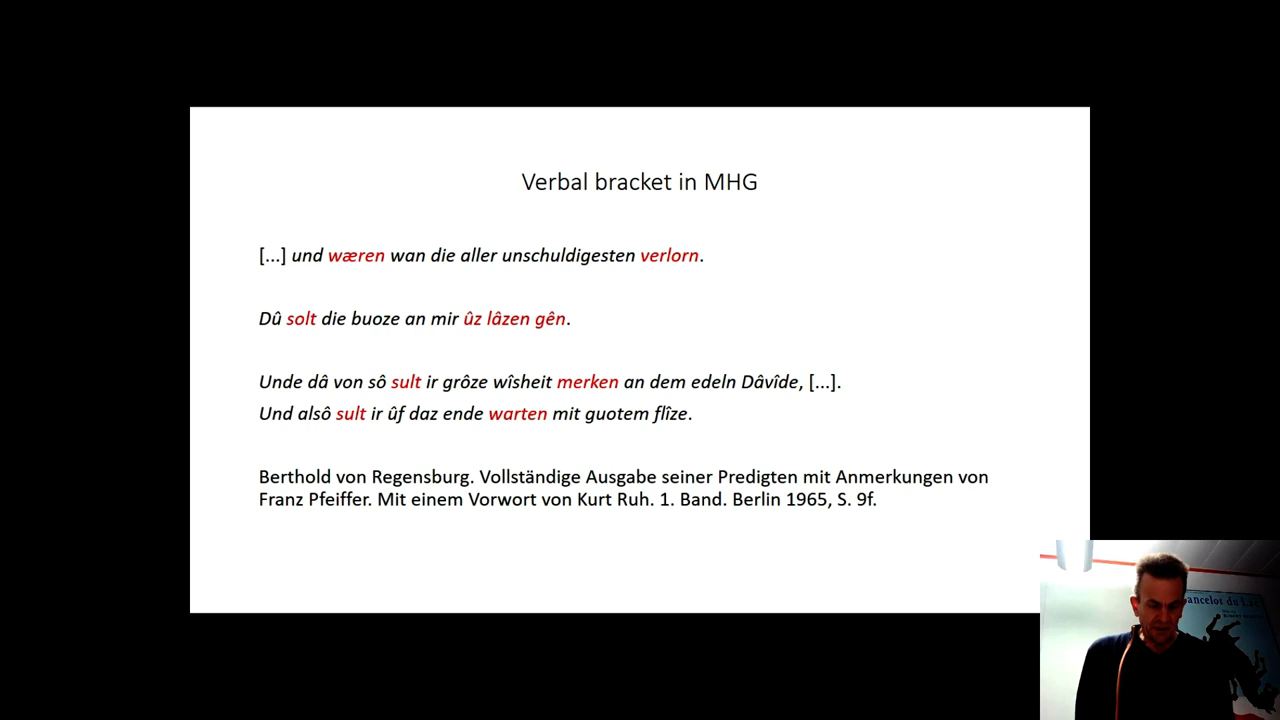 Verbal bracket in MHG
[...] und wæren wan die aller unschuldigesten verlorn.
Dû solt die buoze an mir ûz lâzen gên.
Unde dâ von sô sult ir grôze wîsheit merken an dem edeln Dâvîde, [...].
Und alsô sult ir ûf daz ende warten mit guotem flîze.
Berthold von Regensburg. Vollständige Ausgabe seiner Predigten mit Anmerkungen von
Franz Pfeiffer. Mit einem Vorwort von Kurt Ruh. 1. Band. Berlin 1965, S. 9f.
ancelot du Lac